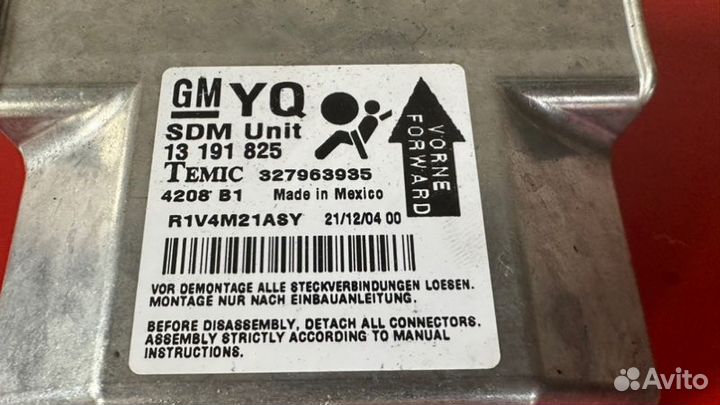 GM YQ
SDM Unit
13 191 825
TEMIC 327963935
4208 B1 Made in Mexico
R1V4M21ASY 21/12/04 00
VORNE
FORWARD
VOR DEMONTAGE ALLE STECKVERBINDUNGEN LOESEN.
MONTAGE NUR NACH EINBAUANLEITUNG.
BEFORE DISASSEMBLY, DETACH ALL CONNECTORS.
ASSEMBLY STRICTLY ACCORDING TO MANUAL
INSTRUCTIONS.
Avito